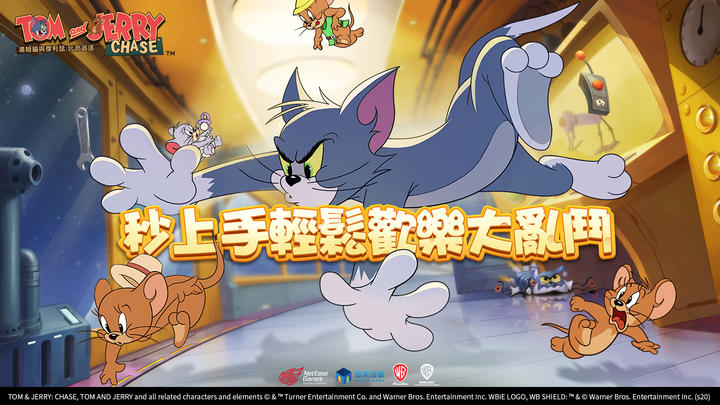 TOM and JERRY
CHASE™
湯姆貓與傑利鼠:玩命追逐
秒上手輕鬆歡樂大亂鬥
NetEase Games
WB
WB
TOM & JERRY: CHASE, TOM AND JERRY and all related characters and elements © & ™ Turner Entertainment Co. and Warner Bros. Entertainment Inc. WBIE LOGO, WB SHIELD: ™ & © Warner Bros. Entertainment Inc. (s20)